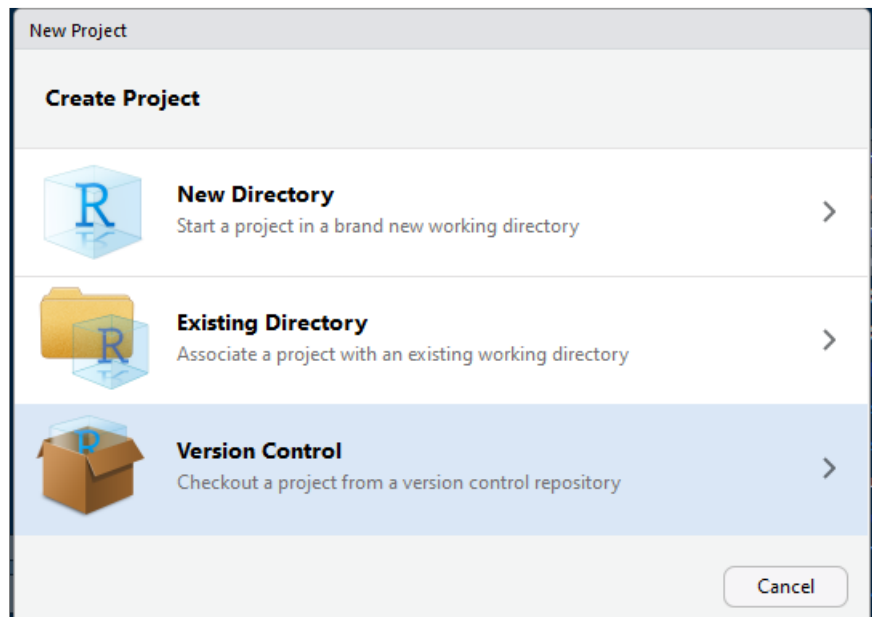 New Project
Create Project
R
New Directory
Start a project in a brand new working directory
R
Existing Directory
Associate a project with an existing working directory
R
Version Control
Checkout a project from a version control repository
Cancel